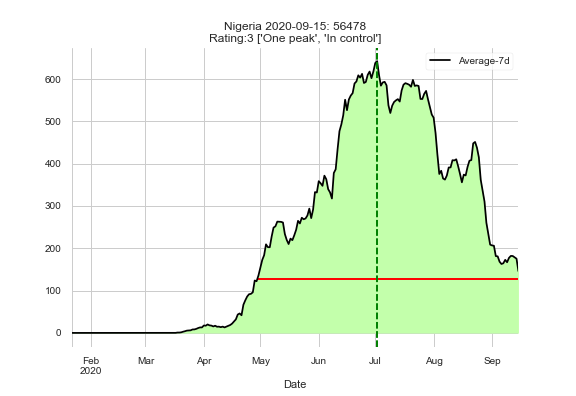 Nigeria 2020-09-15: 56478
Rating:3 ['One peak', 'In control']
Average-7d
600
500
400
300
200
100
0
Feb Mar Apr May Jun Jul Aug Sep
2020
Date